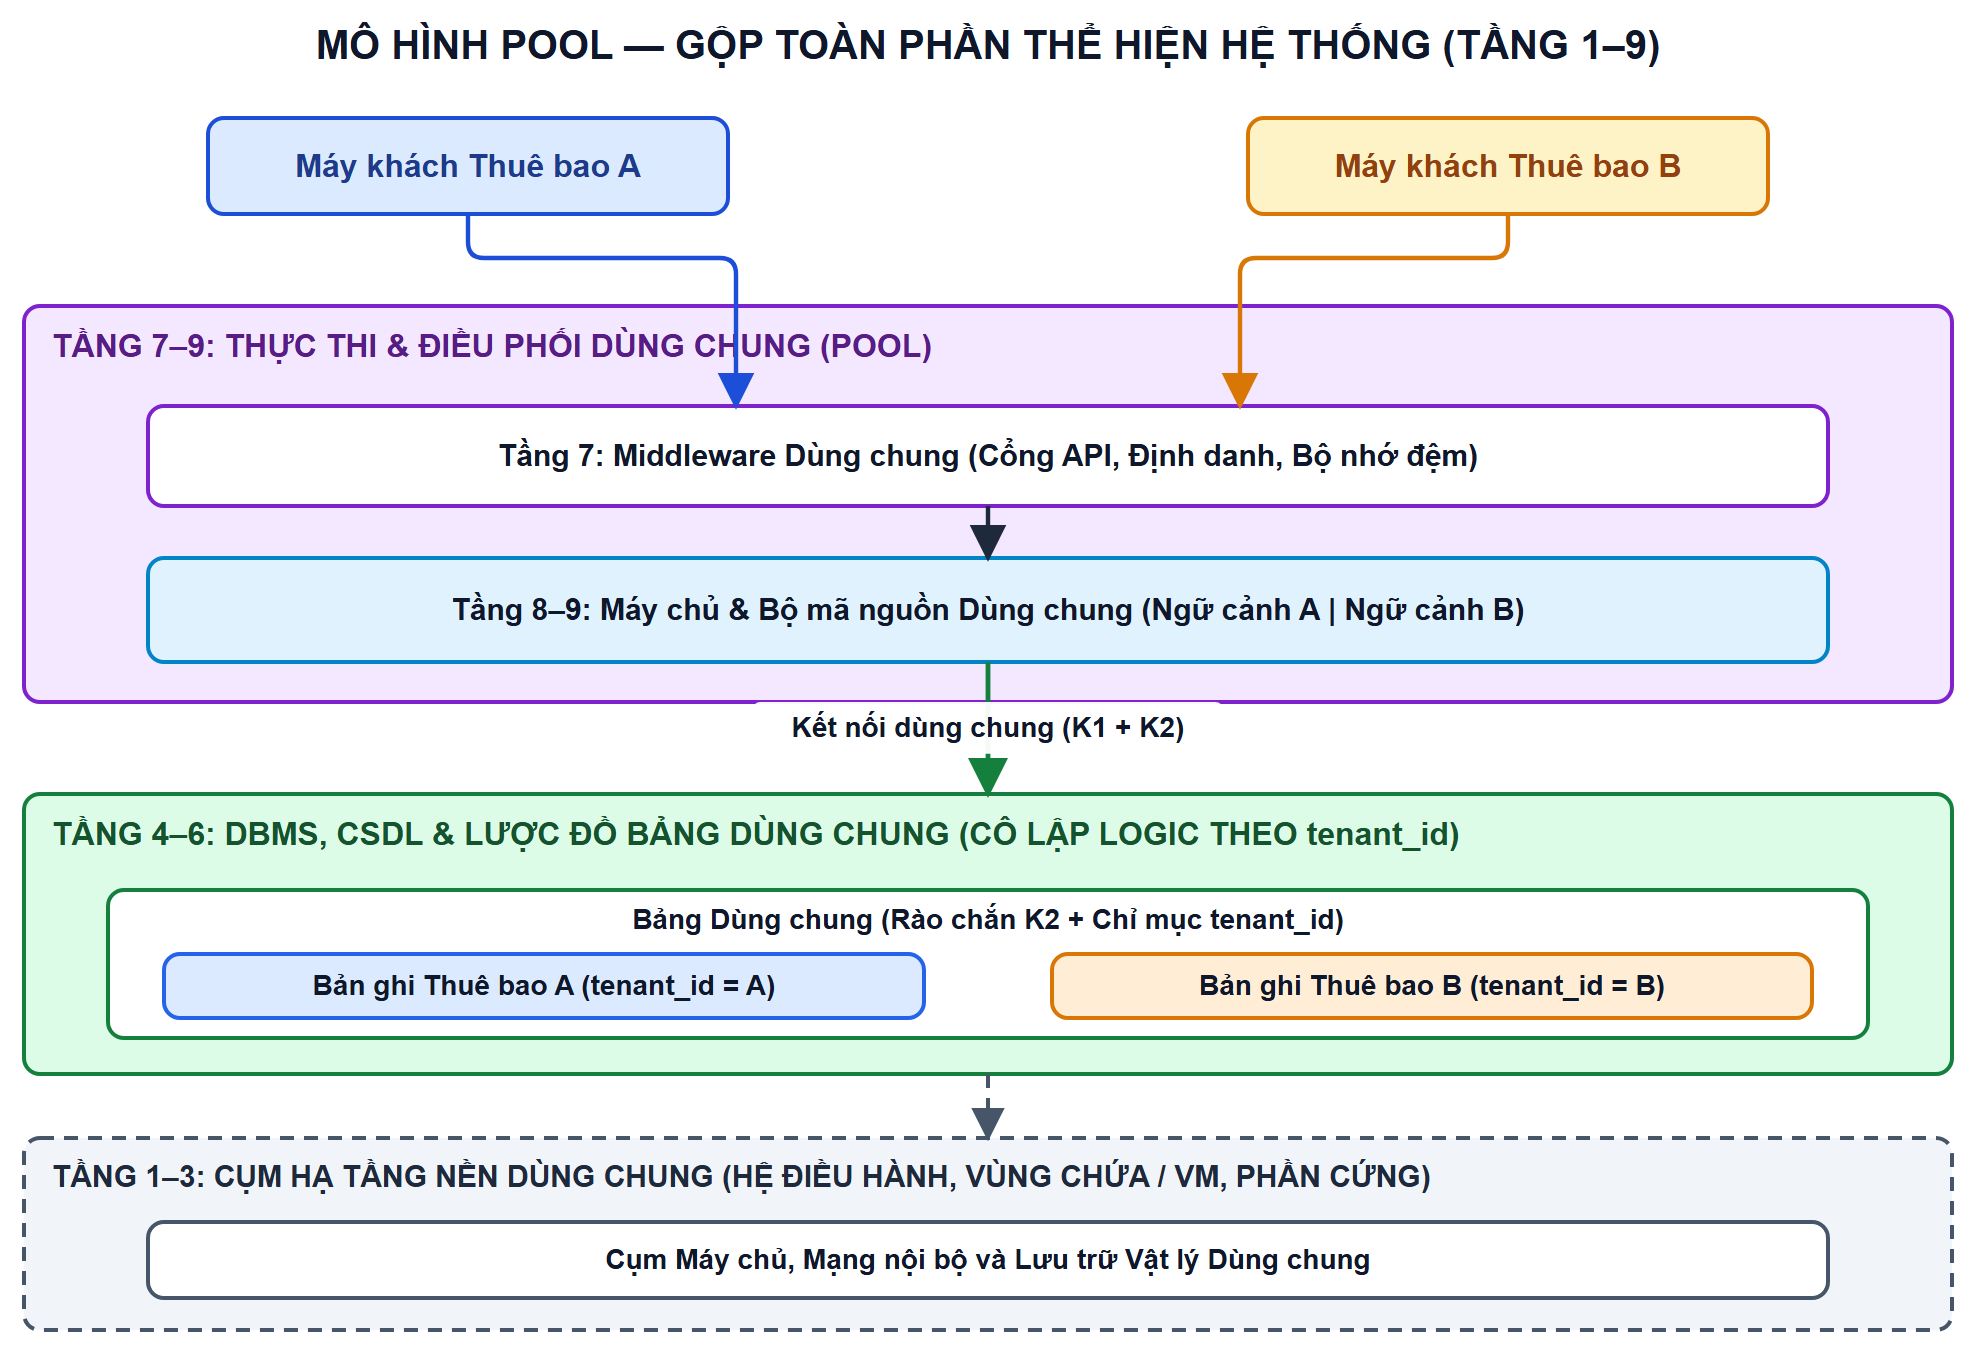 MÔ HÌNH POOL — GỘP TOÀN PHẦN THỂ HIỆN HỆ THỐNG (TẦNG 1–9)
Máy khách Thuê bao A
Máy khách Thuê bao B
TẦNG 7–9: THỰC THI & ĐIỀU PHỐI DÙNG CHUNG (POOL)
Tầng 7: Middleware Dùng chung (Cổng API, Định danh, Bộ nhớ đệm)
Tầng 8–9: Máy chủ & Bộ mã nguồn Dùng chung (Ngữ cảnh A | Ngữ cảnh B)
Kết nối dùng chung (K1 + K2)
TẦNG 4–6: DBMS, CSDL & LƯỢC ĐỒ BẢNG DÙNG CHUNG (CÔ LẬP LOGIC THEO tenant_id)
Bảng Dùng chung (Rào chắn K2 + Chỉ mục tenant_id)
Bản ghi Thuê bao A (tenant_id = A)
Bản ghi Thuê bao B (tenant_id = B)
TẦNG 1–3: CỤM HẠ TẦNG NỀN DÙNG CHUNG (HỆ ĐIỀU HÀNH, VÙNG CHỨA / VM, PHẦN CỨNG)
Cụm Máy chủ, Mạng nội bộ và Lưu trữ Vật lý Dùng chung